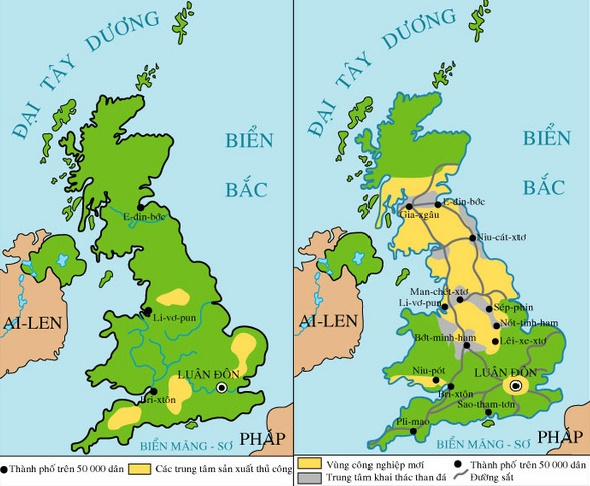 ĐẠI TÂY DƯƠNG
BIỂN
BẮC
E-đin-bớc
AI-LEN
Li-vơ-pun
LUÂN ĐÔN
Bri-xtôn
BIỂN MĂNG - SƠ
PHÁP
Thành phố trên 50 000 dân
Các trung tâm sản xuất thủ công
ĐẠI TÂY DƯƠNG
BIỂN
BẮC
E-đin-bớc
Gla-xgâu
Niu-cát-xtơ
Man-chét-xtơ
Li-vơ-pun
Sép-phin
AI-LEN
Nốt-tinh-ham
Bớt-minh-ham
Lêi-xe-xtơ
Niu-pót
LUÂN ĐÔN
Bri-xtôn
Sao-tham-tơn
Pli-mao
BIỂN MĂNG - SƠ
PHÁP
Vùng công nghiệp mới
Thành phố trên 50 000 dân
Trung tâm khai thác than đá
Đường sắt